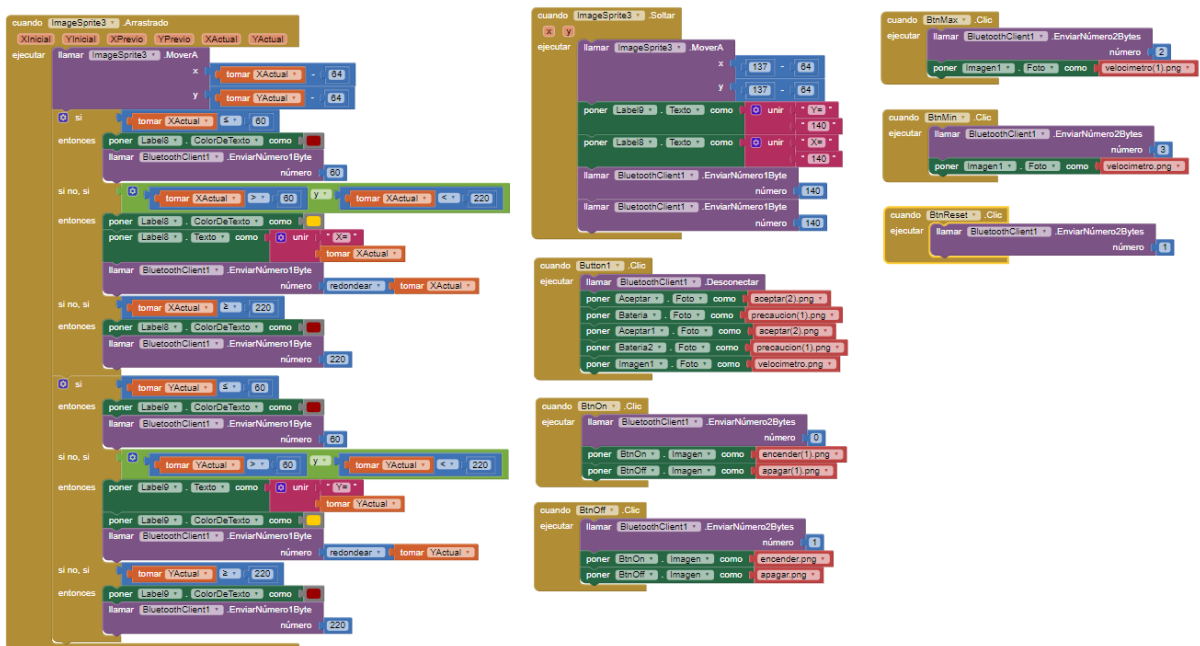 cuando ImageSprite3 .Arrastrado
XInicial YInicial XPrevio YPrevio XActual YActual
ejecutar llamar ImageSprite3 .MoverA
x tomar XActual - 64
y tomar YActual - 64
si tomar XActual ≤ 60
entonces poner Label8 . ColorDeTexto como
llamar BluetoothClient1 .EnviarNúmero1Byte
número 60
si no, si tomar XActual > 60 y tomar XActual < 220
entonces poner Label8 . ColorDeTexto como
poner Label8 . Texto como unir " X= "
tomar XActual
llamar BluetoothClient1 .EnviarNúmero1Byte
número redondear tomar XActual
si no, si tomar XActual ≥ 220
entonces poner Label8 . ColorDeTexto como
llamar BluetoothClient1 .EnviarNúmero1Byte
número 220
si tomar YActual ≤ 60
entonces poner Label9 . ColorDeTexto como
llamar BluetoothClient1 .EnviarNúmero1Byte
número 60
si no, si tomar YActual > 60 y tomar YActual < 220
entonces poner Label9 . Texto como unir " Y= "
tomar YActual
poner Label9 . ColorDeTexto como
llamar BluetoothClient1 .EnviarNúmero1Byte
número redondear tomar YActual
si no, si tomar YActual ≥ 220
entonces poner Label9 . ColorDeTexto como
llamar BluetoothClient1 .EnviarNúmero1Byte
número 220
cuando ImageSprite3 .Soltar
x y
ejecutar llamar ImageSprite3 .MoverA
x 137 - 64
y 137 - 64
poner Label9 . Texto como unir " Y= "
" 140 "
poner Label8 . Texto como unir " X= "
" 140 "
llamar BluetoothClient1 .EnviarNúmero1Byte
número 140
llamar BluetoothClient1 .EnviarNúmero1Byte
número 140
cuando Button1 .Clic
ejecutar llamar BluetoothClient1 .Desconectar
poner Aceptar . Foto como aceptar(2).png
poner Bateria . Foto como precaucion(1).png
poner Aceptar1 . Foto como aceptar(2).png
poner Bateria2 . Foto como precaucion(1).png
poner Imagen1 . Foto como velocimetro.png
cuando BtnOn .Clic
ejecutar llamar BluetoothClient1 .EnviarNúmero2Bytes
número 0
poner BtnOn . Imagen como encender(1).png
poner BtnOff . Imagen como apagar(1).png
cuando BtnOff .Clic
ejecutar llamar BluetoothClient1 .EnviarNúmero2Bytes
número 1
poner BtnOn . Imagen como encender.png
poner BtnOff . Imagen como apagar.png
cuando BtnMax .Clic
ejecutar llamar BluetoothClient1 .EnviarNúmero2Bytes
número 2
poner Imagen1 . Foto como velocimetro(1).png
cuando BtnMin .Clic
ejecutar llamar BluetoothClient1 .EnviarNúmero2Bytes
número 3
poner Imagen1 . Foto como velocimetro.png
cuando BtnReset .Clic
ejecutar llamar BluetoothClient1 .EnviarNúmero2Bytes
número 1